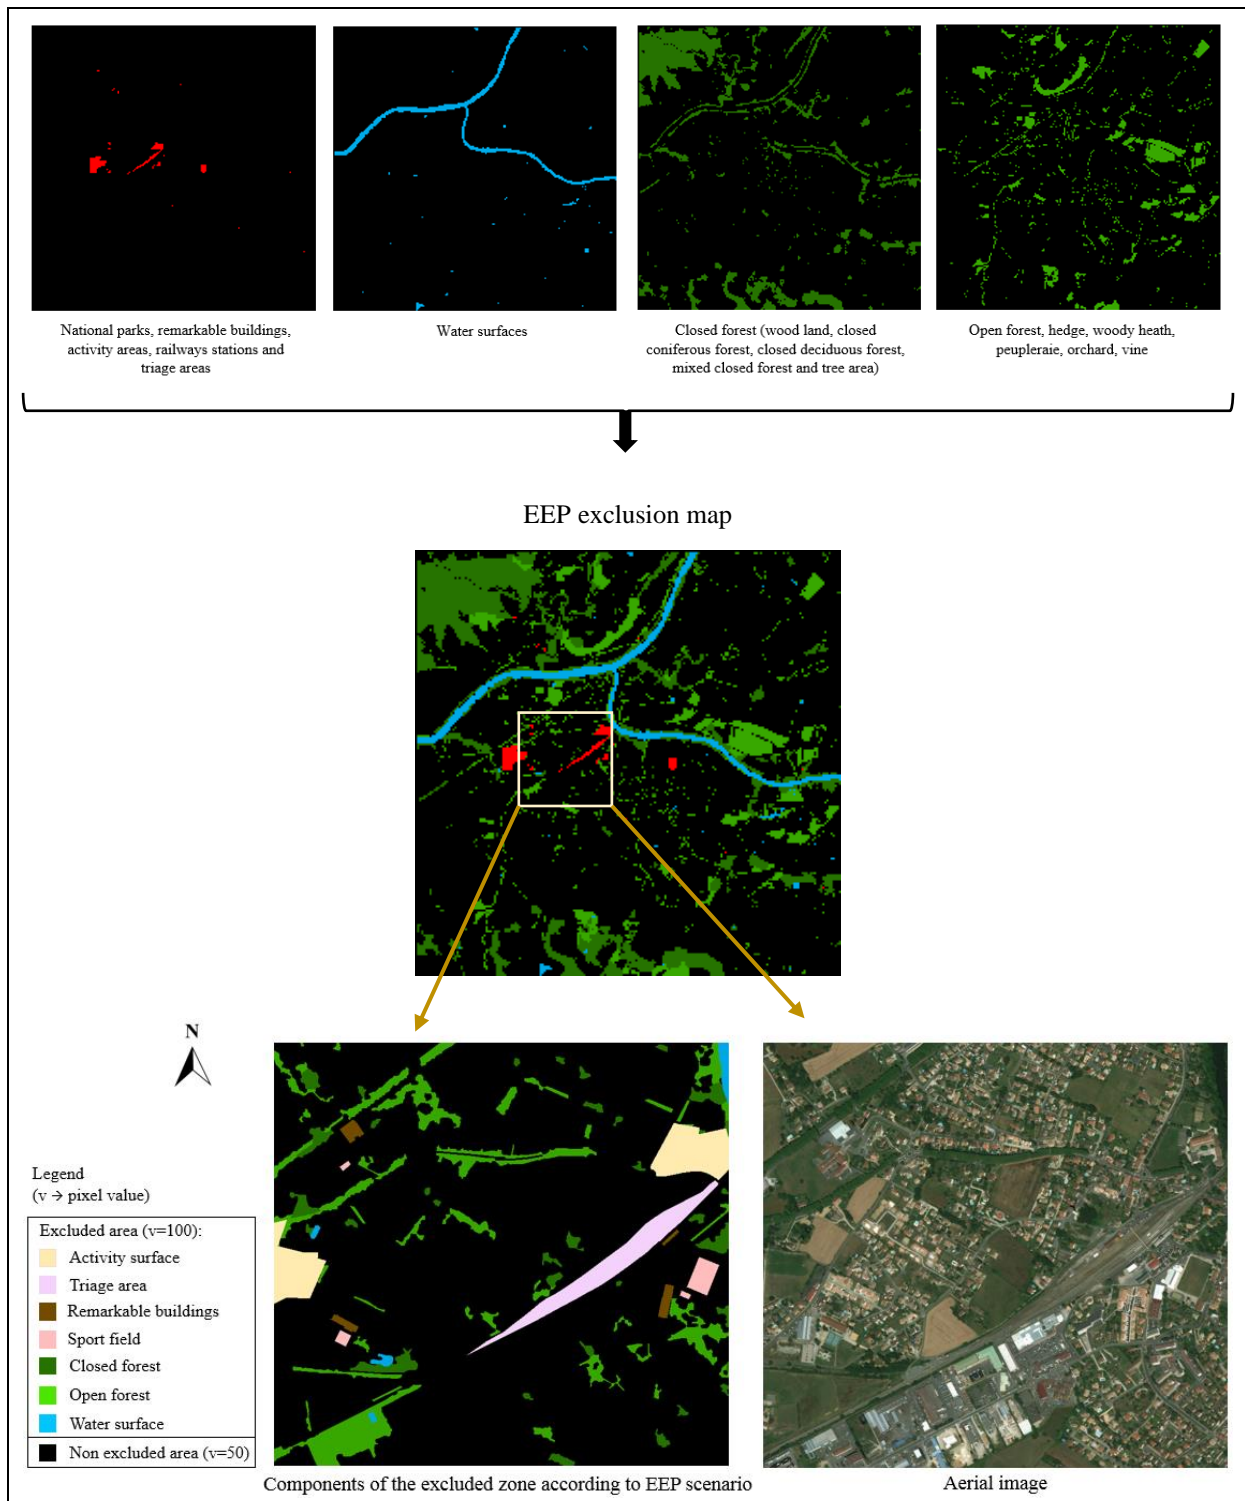 National parks, remarkable buildings,
activity areas, railways stations and
triage areas
Water surfaces
Closed forest (wood land, closed
coniferous forest, closed deciduous forest,
mixed closed forest and tree area)
Open forest, hedge, woody heath,
peupleraie, orchard, vine
EEP exclusion map
N
Legend
(v → pixel value)
Excluded area (v=100):
Activity surface
Triage area
Remarkable buildings
Sport field
Closed forest
Open forest
Water surface
Non excluded area (v=50)
Components of the excluded zone according to EEP scenario
Aerial image